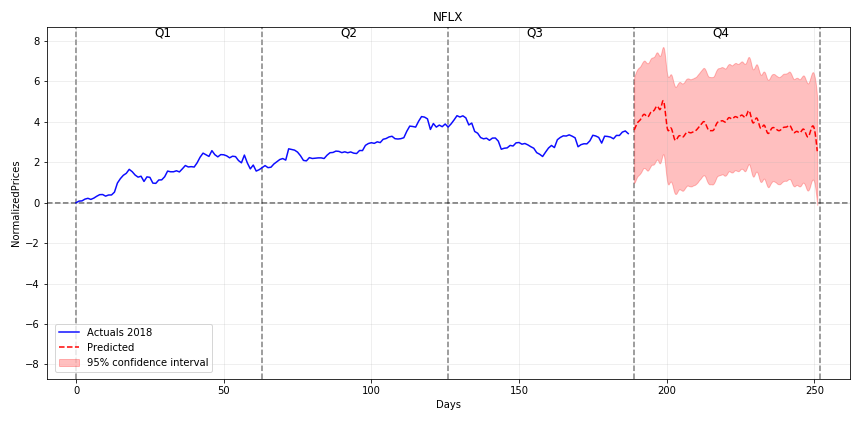 NFLX
Q1 Q2 Q3 Q4
8
6
4
2
0
−2
−4
−6
−8
NormalizedPrices
Actuals 2018
Predicted
95% confidence interval
0 50 100 150 200 250
Days